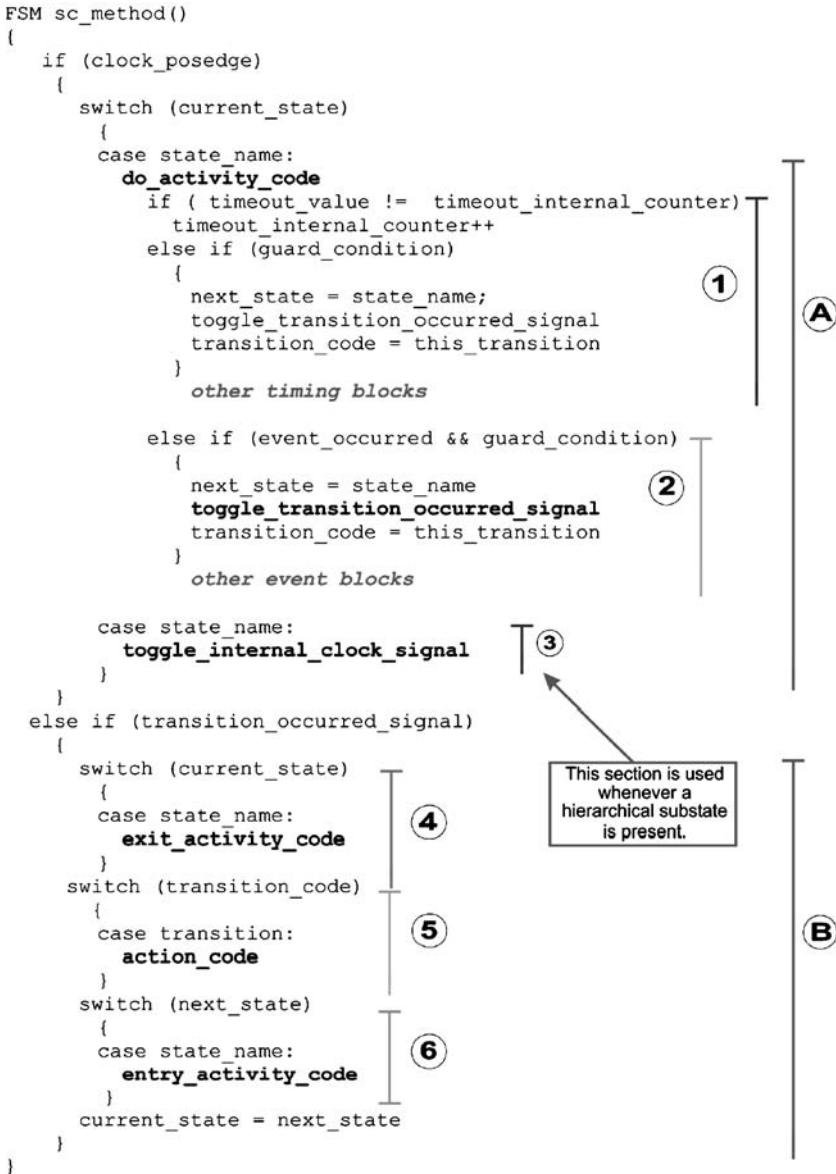 FSM sc_method()
{
if (clock_posedge)
{
switch (current_state)
{
case state_name:
do_activity_code
if ( timeout_value != timeout_internal_counter)
timeout_internal_counter++
else if (guard_condition)
{
next_state = state_name;
toggle_transition_occurred_signal
transition_code = this_transition
}
other timing blocks
1
A
else if (event_occurred && guard_condition)
{
next_state = state_name
toggle_transition_occurred_signal
transition_code = this_transition
}
other event blocks
2
case state_name:
toggle_internal_clock_signal
}
3
}
else if (transition_occurred_signal)
{
This section is used
whenever a
hierarchical substate
is present.
switch (current_state)
{
case state_name:
exit_activity_code
}
4
switch (transition_code)
{
case transition:
action_code
}
5
B
switch (next_state)
{
case state_name:
entry_activity_code
}
6
current_state = next_state
}
}